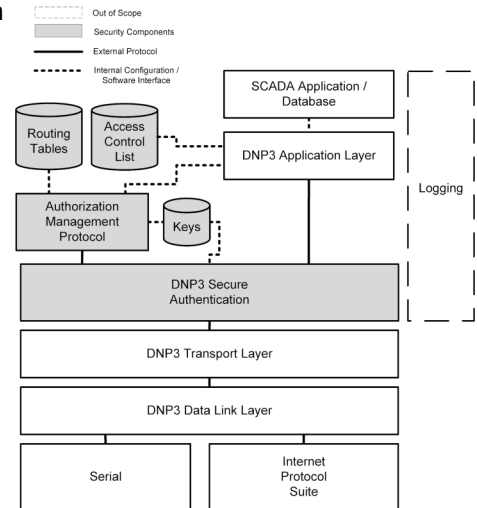 Out of Scope
Security Components
External Protocol
Internal Configuration /
Software Interface
SCADA Application /
Database
Routing
Tables
Access
Control
List
DNP3 Application Layer
Logging
Authorization
Management
Protocol
Keys
DNP3 Secure
Authentication
DNP3 Transport Layer
DNP3 Data Link Layer
Serial
Internet
Protocol
Suite